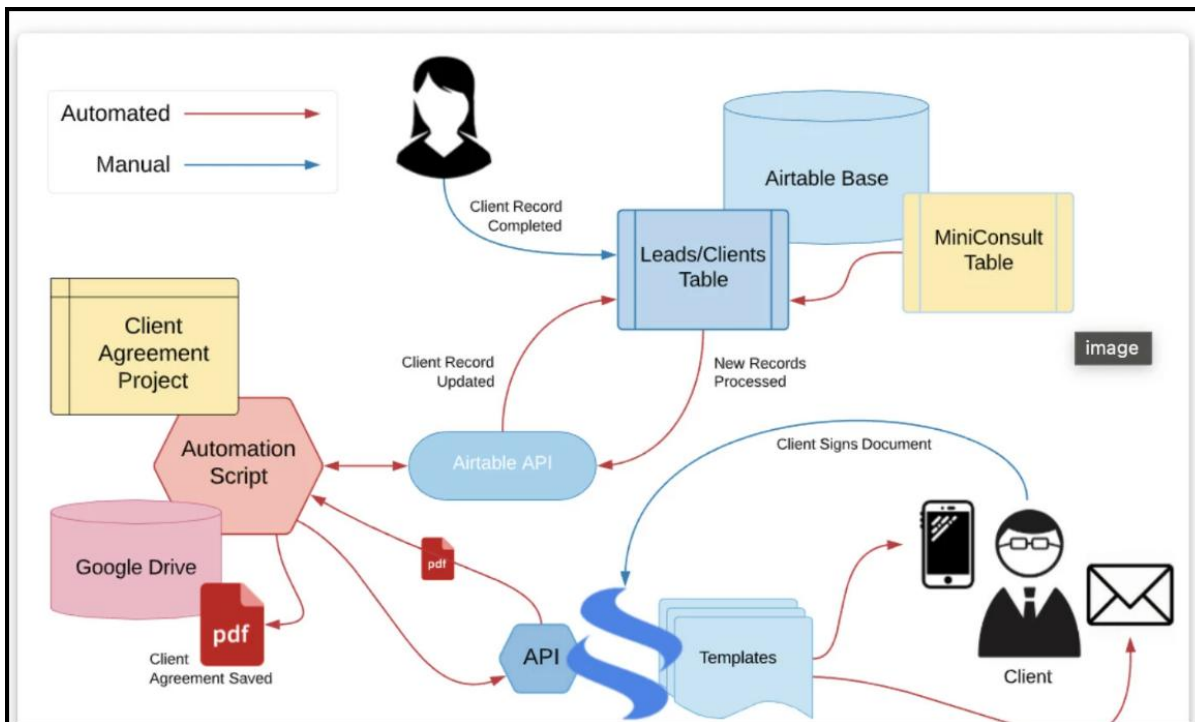 Automated
Manual
Client Record
Completed
Airtable Base
Leads/Clients
Table
MiniConsult
Table
image
Client
Agreement
Project
Client Record
Updated
New Records
Processed
Automation
Script
Airtable API
Client Signs Document
Google Drive
pdf
pdf
Client
Agreement Saved
API
Templates
Client